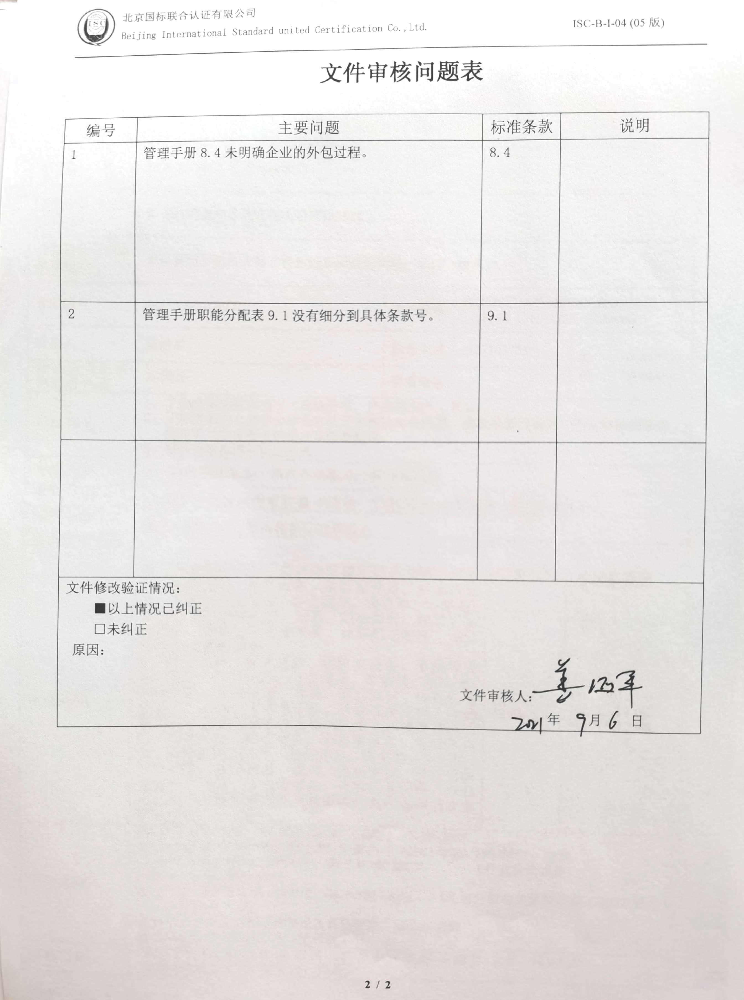 ISC
北京国标联合认证有限公司
Beijing International Standard united Certification Co.,Ltd.
ISC-B-I-04 (05 版)
文件审核问题表
编号 主要问题 标准条款 说明
1 管理手册 8.4 未明确企业的外包过程。 8.4
2 管理手册职能分配表 9.1 没有细分到具体条款号。 9.1
文件修改验证情况：
■以上情况已纠正
□未纠正
原因：
文件审核人：
2021 年 9 月 6 日
2 / 2